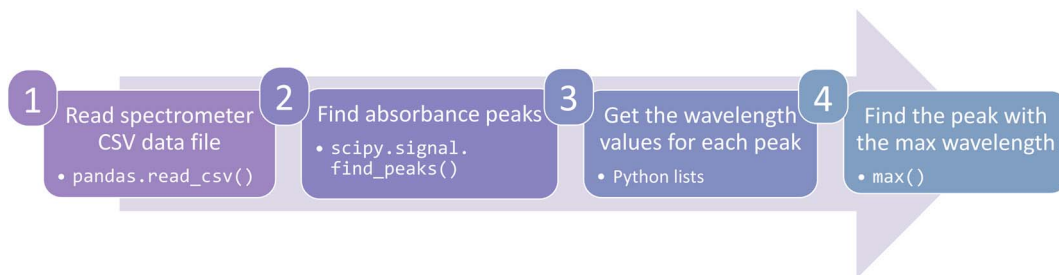 1
Read spectrometer
CSV data file
• pandas.read_csv()
2
Find absorbance peaks
• scipy.signal.
find_peaks()
3
Get the wavelength
values for each peak
• Python lists
4
Find the peak with
the max wavelength
• max()